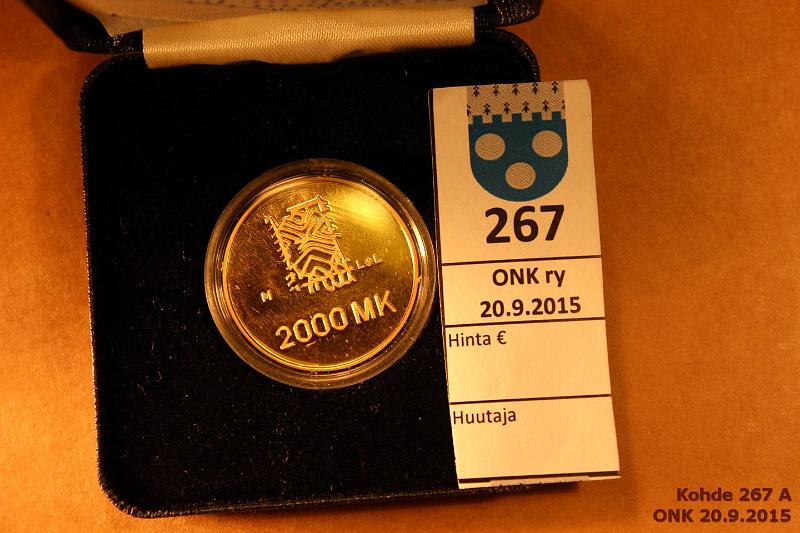 M
L◦L
2000 MK
267
ONK ry
20.9.2015
Hinta €
Huutaja
Kohde 267 A
ONK 20.9.2015